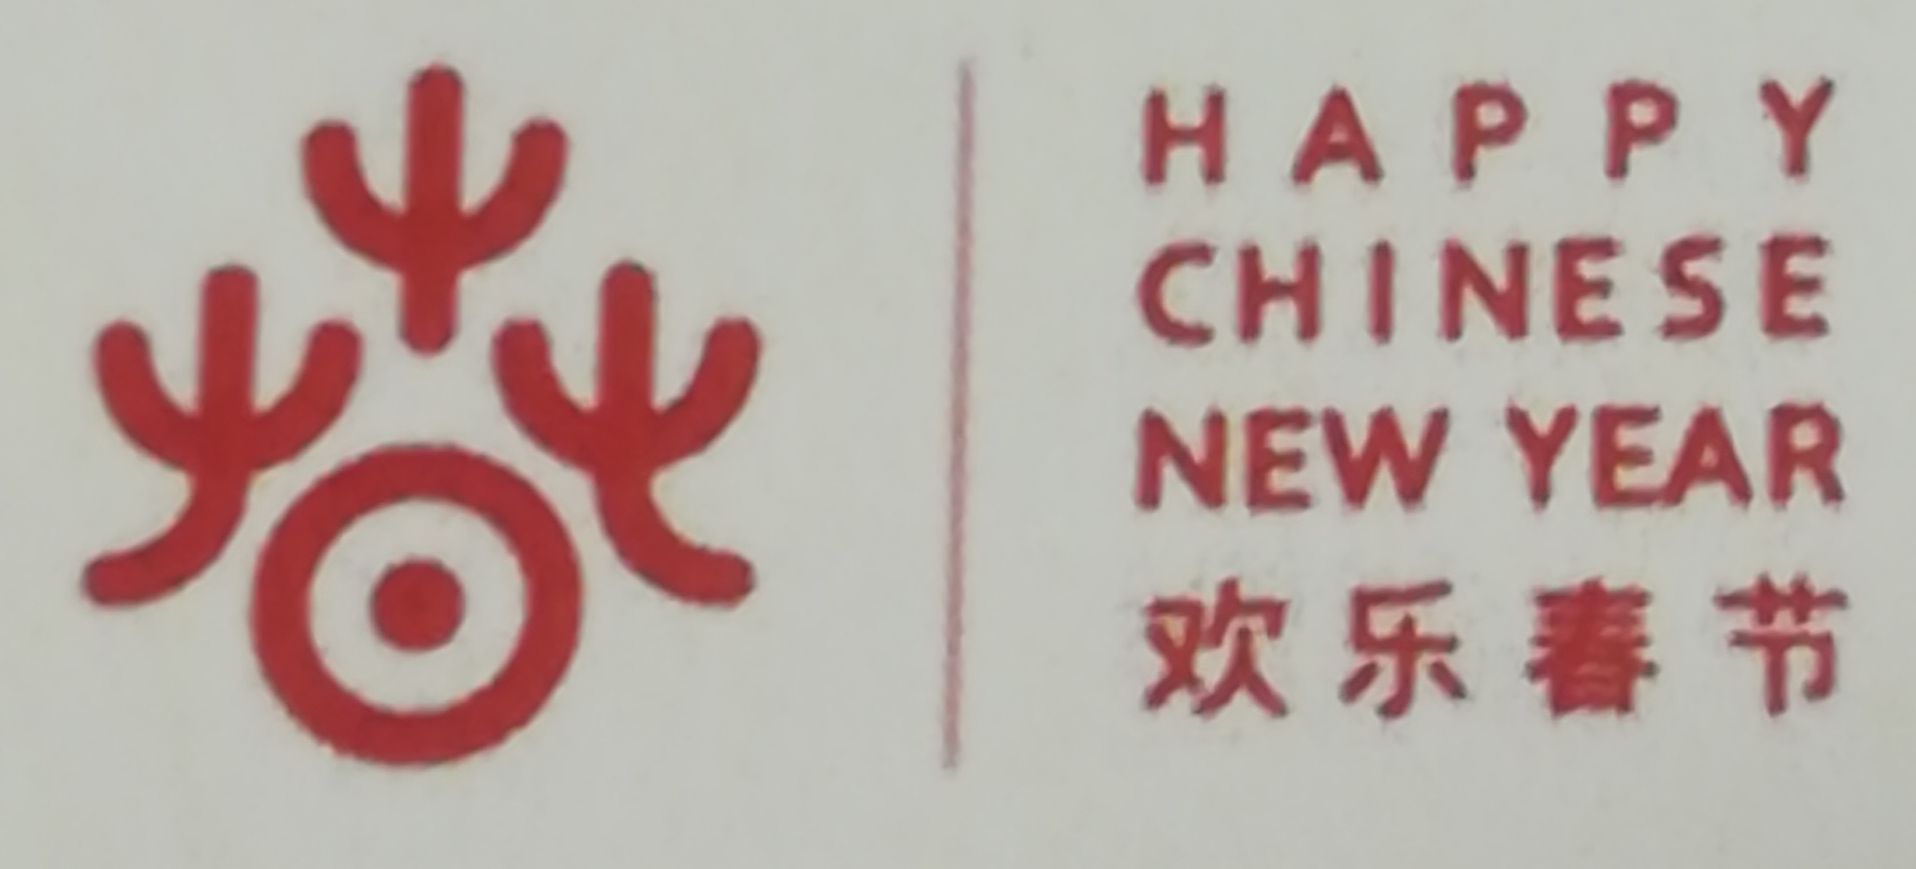 HAPPY
CHINESE
NEW YEAR
欢乐春节